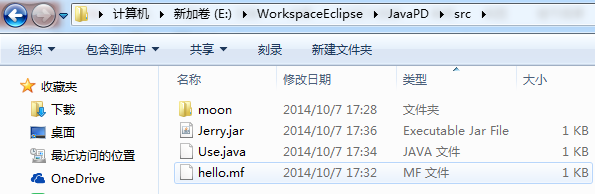 计算机 新加卷 (E:) WorkspaceEclipse JavaPD src
组织 包含到库中 共享 刻录 新建文件夹
收藏夹
下载
桌面
最近访问的位置
OneDrive
名称 修改日期 类型 大小
moon 2014/10/7 17:28 文件夹
Jerry.jar 2014/10/7 17:36 Executable Jar File 1 KB
Use.java 2014/10/7 17:34 JAVA 文件 1 KB
hello.mf 2014/10/7 17:32 MF 文件 1 KB